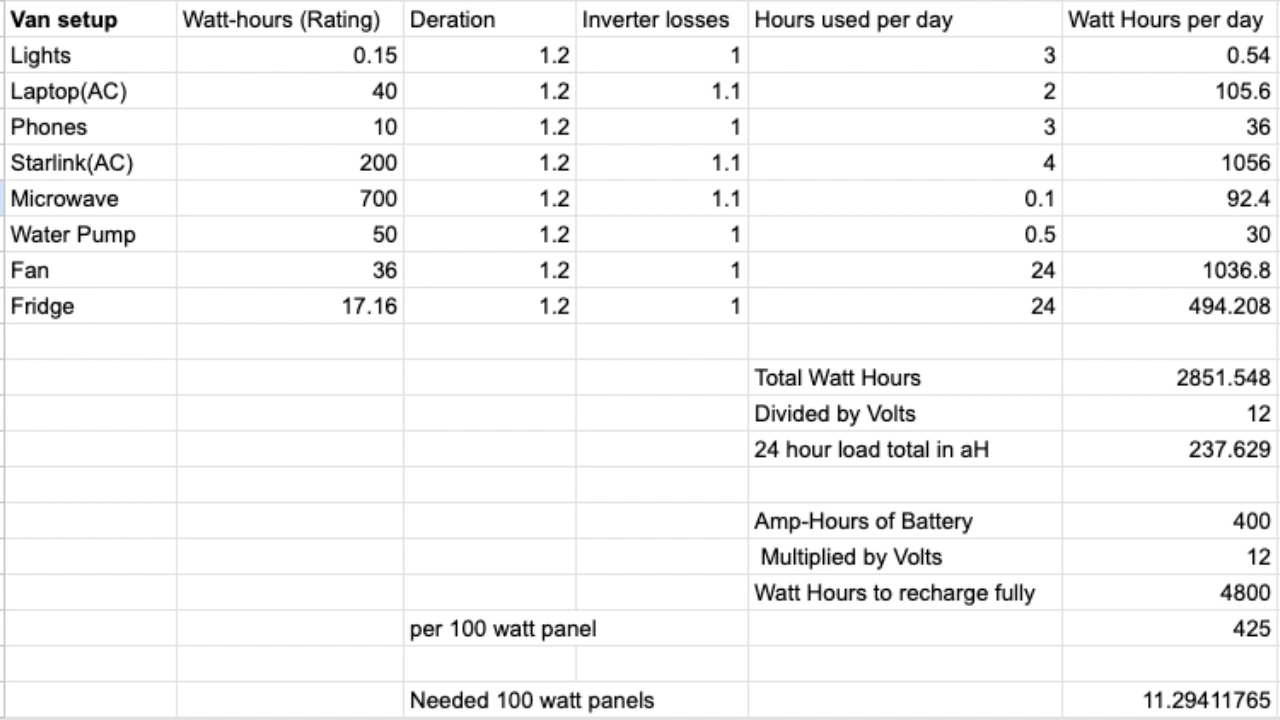 Van setup Watt-hours (Rating) Deration Inverter losses Hours used per day Watt Hours per day
Lights 0.15 1.2 1 3 0.54
Laptop(AC) 40 1.2 1.1 2 105.6
Phones 10 1.2 1 3 36
Starlink(AC) 200 1.2 1.1 4 1056
Microwave 700 1.2 1.1 0.1 92.4
Water Pump 50 1.2 1 0.5 30
Fan 36 1.2 1 24 1036.8
Fridge 17.16 1.2 1 24 494.208
Total Watt Hours 2851.548
Divided by Volts 12
24 hour load total in aH 237.629
Amp-Hours of Battery 400
Multiplied by Volts 12
Watt Hours to recharge fully 4800
per 100 watt panel 425
Needed 100 watt panels 11.29411765